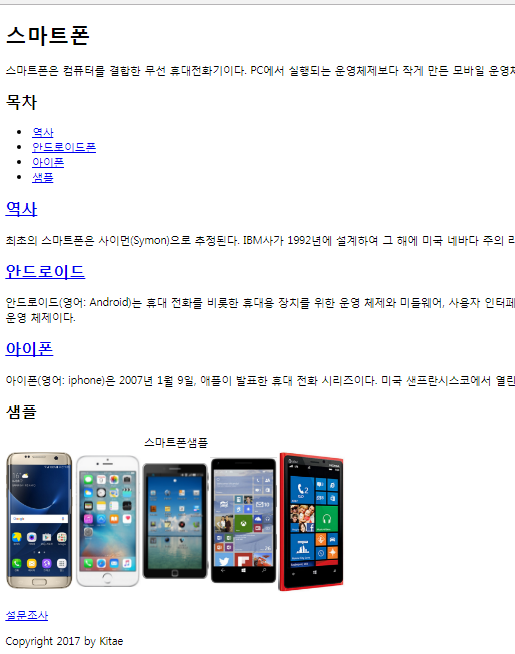 스마트폰
스마트폰은 컴퓨터를 결합한 무선 휴대전화기이다. PC에서 실행되는 운영체제보다 작게 만든 모바일 운영체
목차
역사
안드로이드폰
아이폰
샘플
역사
최초의 스마트폰은 사이먼(Symon)으로 추정된다. IBM사가 1992년에 설계하여 그 해에 미국 네바다 주의
안드로이드
안드로이드(영어: Android)는 휴대 전화를 비롯한 휴대용 장치를 위한 운영 체제와 미들웨어, 사용자 인터페
운영 체제이다.
아이폰
아이폰(영어: iphone)은 2007년 1월 9일, 애플이 발표한 휴대 전화 시리즈이다. 미국 샌프란시스코에서 열린
샘플
스마트폰샘플
설문조사
Copyright 2017 by Kitae